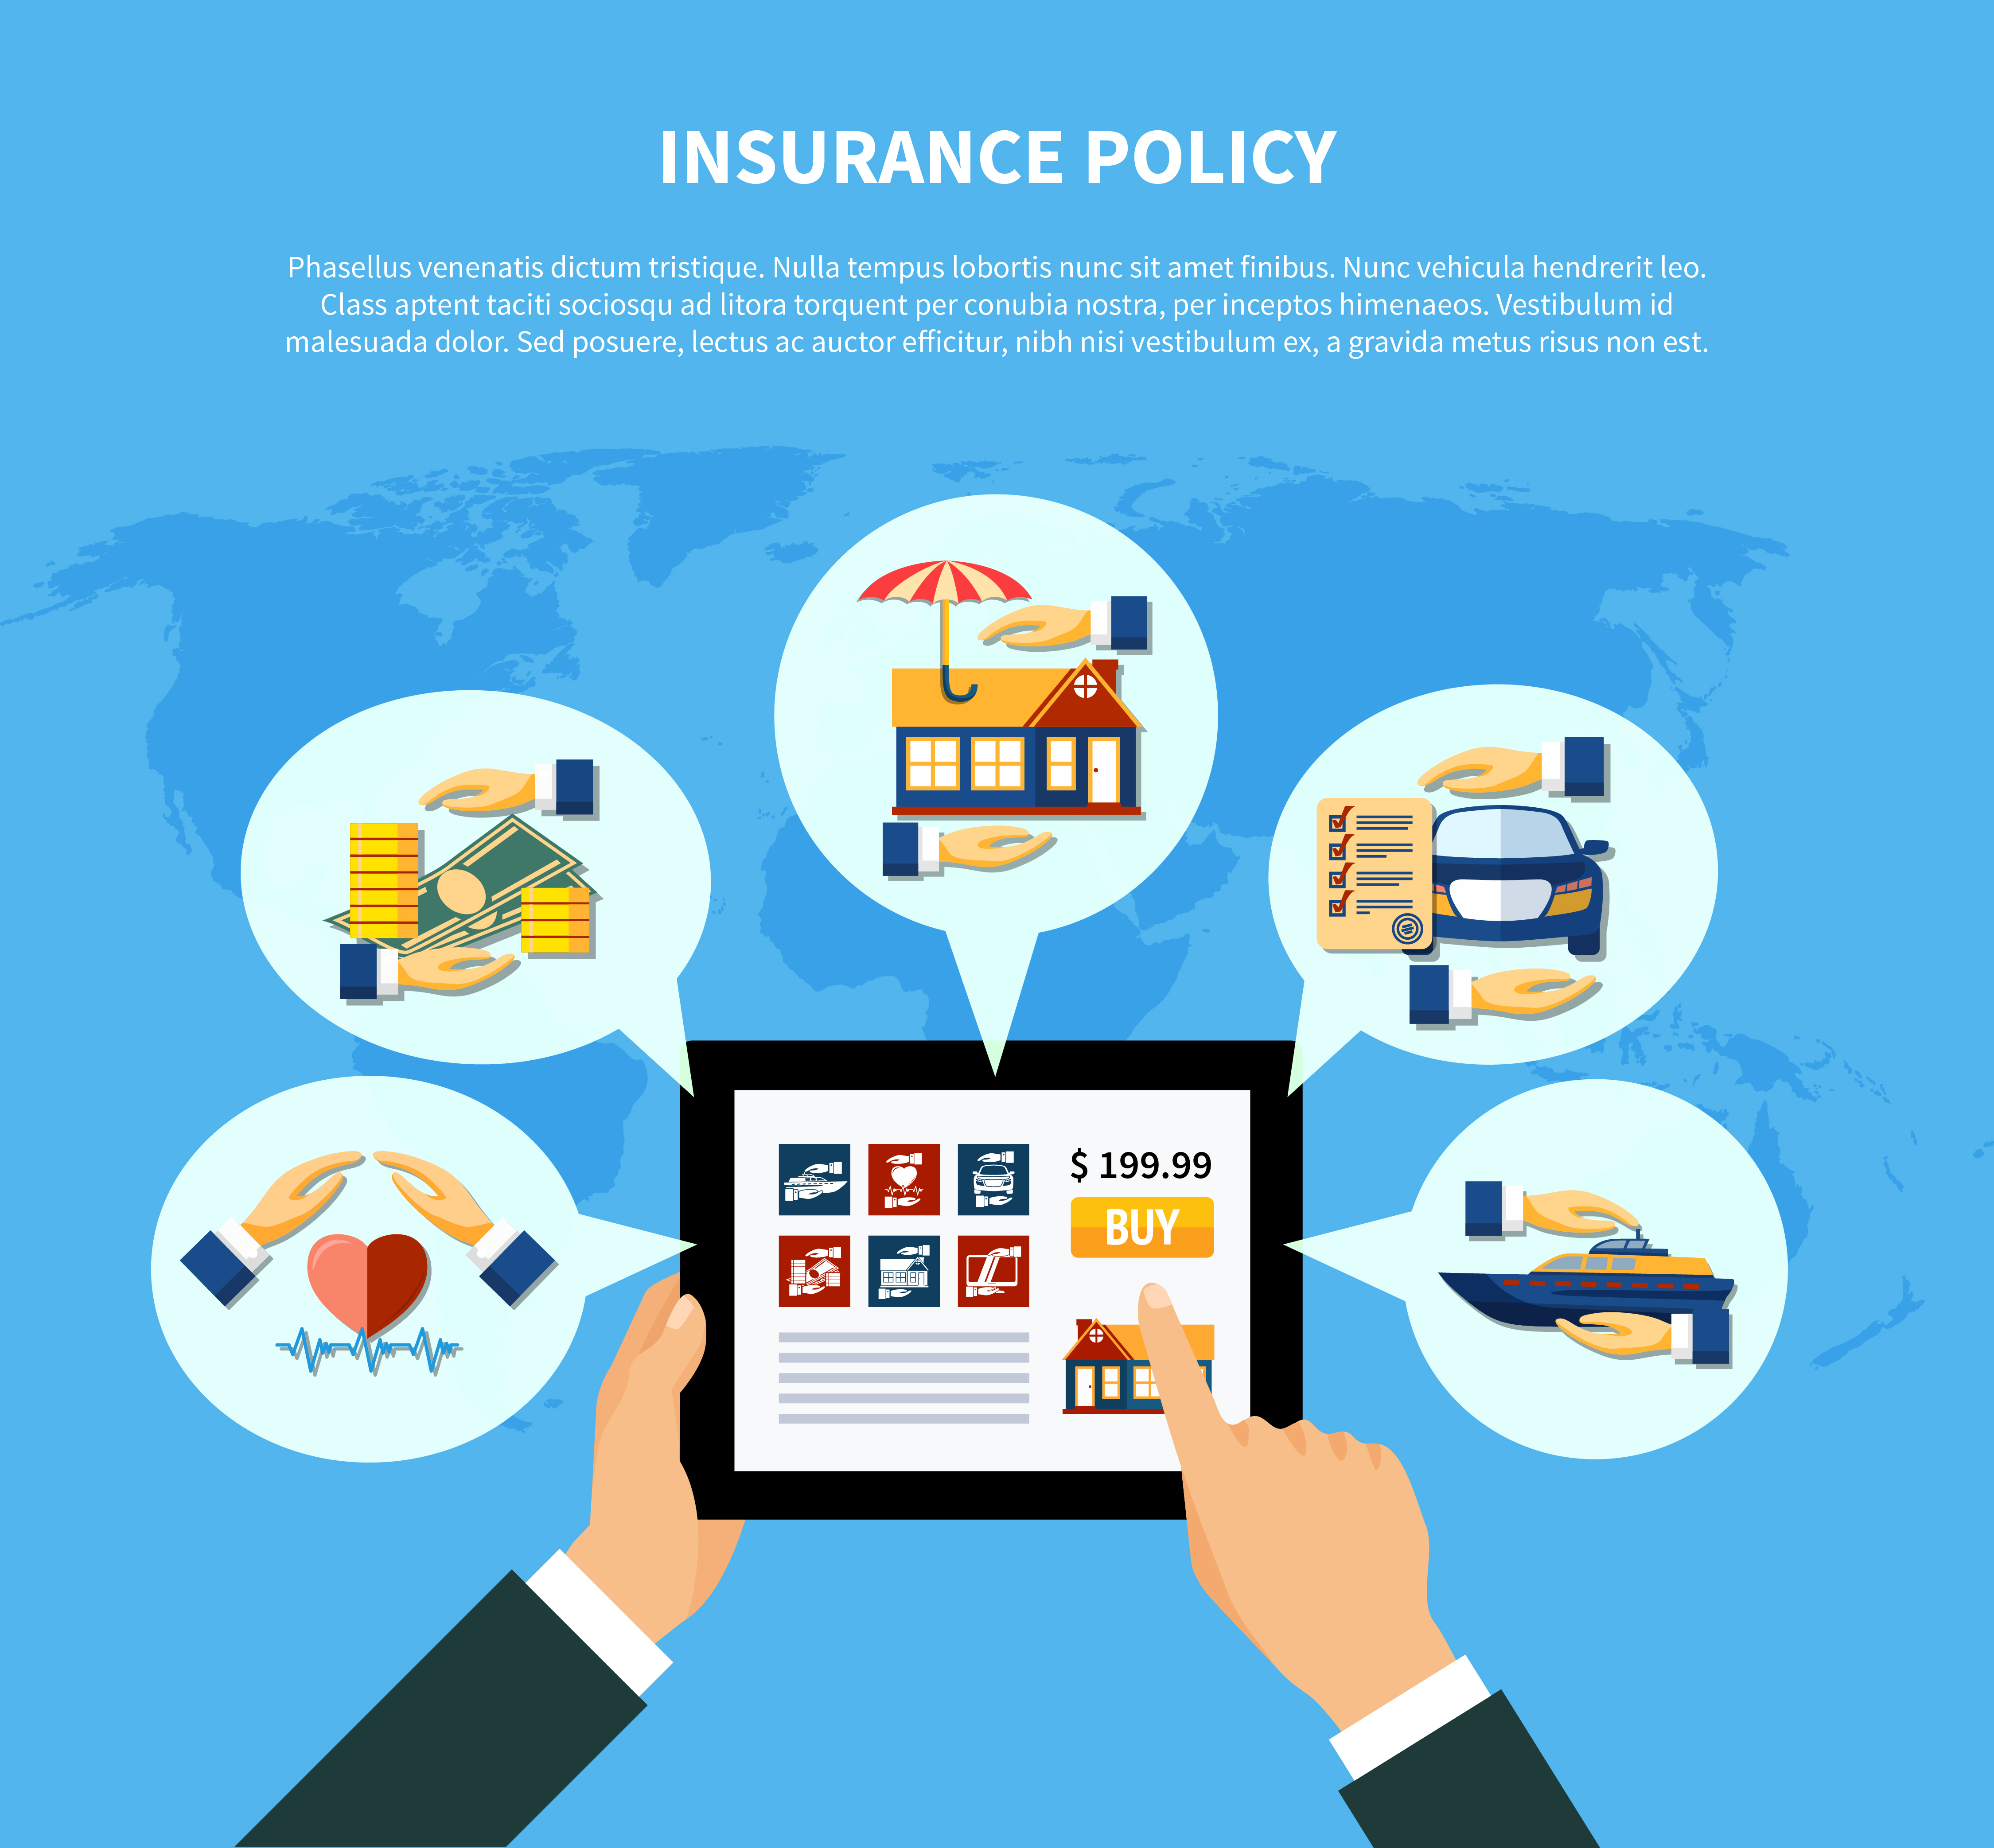 INSURANCE POLICY
Phasellus venenatis dictum tristique. Nulla tempus lobortis nunc sit amet finibus. Nunc vehicula hendrerit leo.
Class aptent taciti sociosqu ad litora torquent per conubia nostra, per inceptos himenaeos. Vestibulum id
malesuada dolor. Sed posuere, lectus ac auctor efficitur, nibh nisi vestibulum ex, a gravida metus risus non est.
$ 199.99
BUY